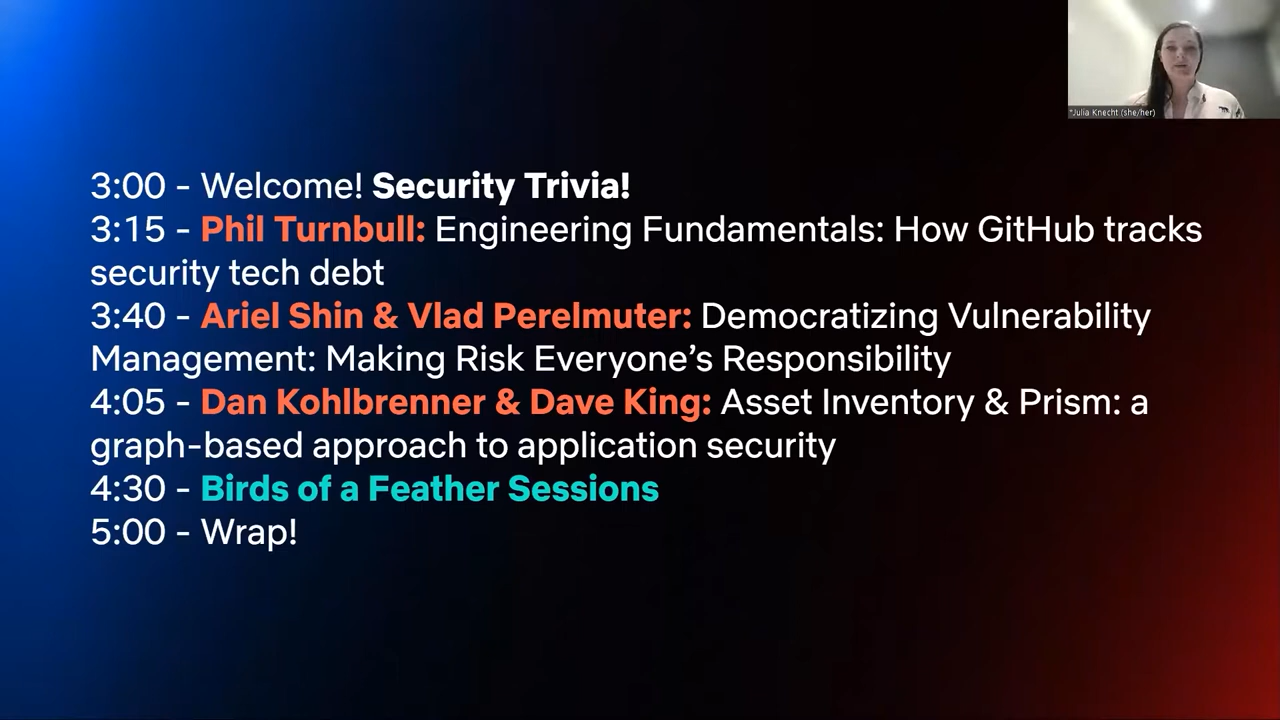 *Julia Knecht (she/her)
3:00 - Welcome! Security Trivia!
3:15 - Phil Turnbull: Engineering Fundamentals: How GitHub tracks
security tech debt
3:40 - Ariel Shin & Vlad Perelmuter: Democratizing Vulnerability
Management: Making Risk Everyone’s Responsibility
4:05 - Dan Kohlbrenner & Dave King: Asset Inventory & Prism: a
graph-based approach to application security
4:30 - Birds of a Feather Sessions
5:00 - Wrap!